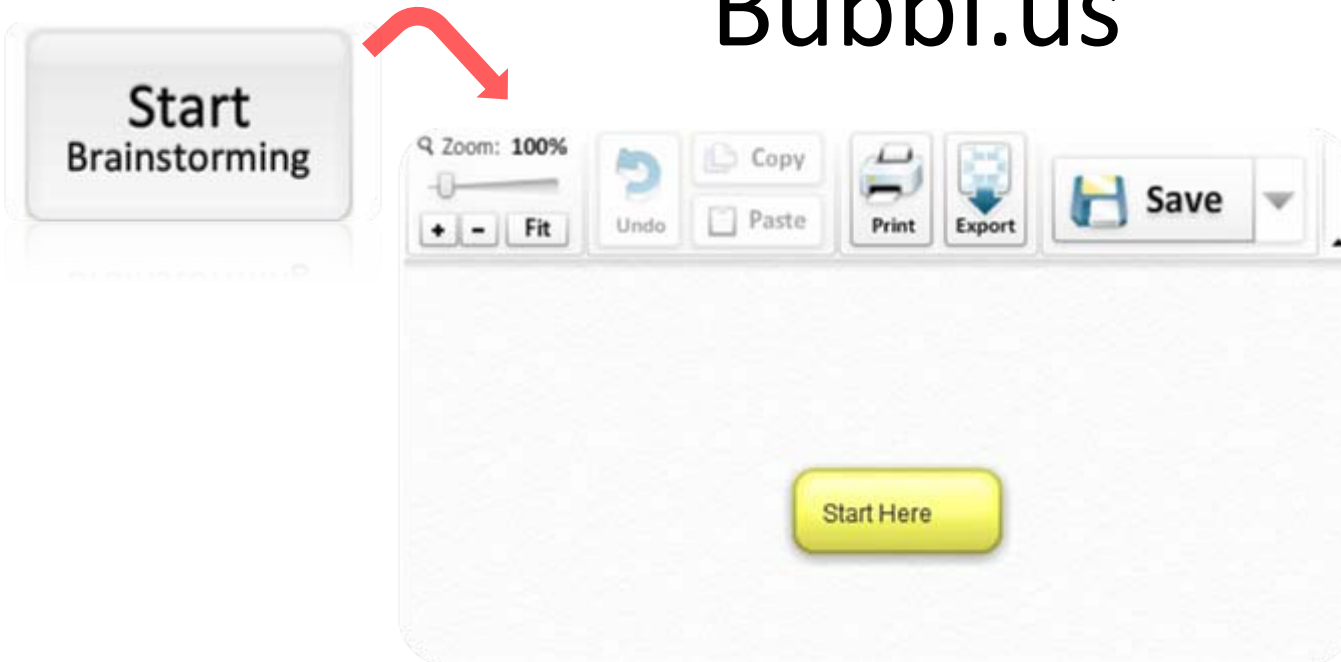 Bubbl.us
Start
Brainstorming
Zoom: 100%
+ - Fit
Undo
Copy
Paste
Print
Export
Save
Start Here